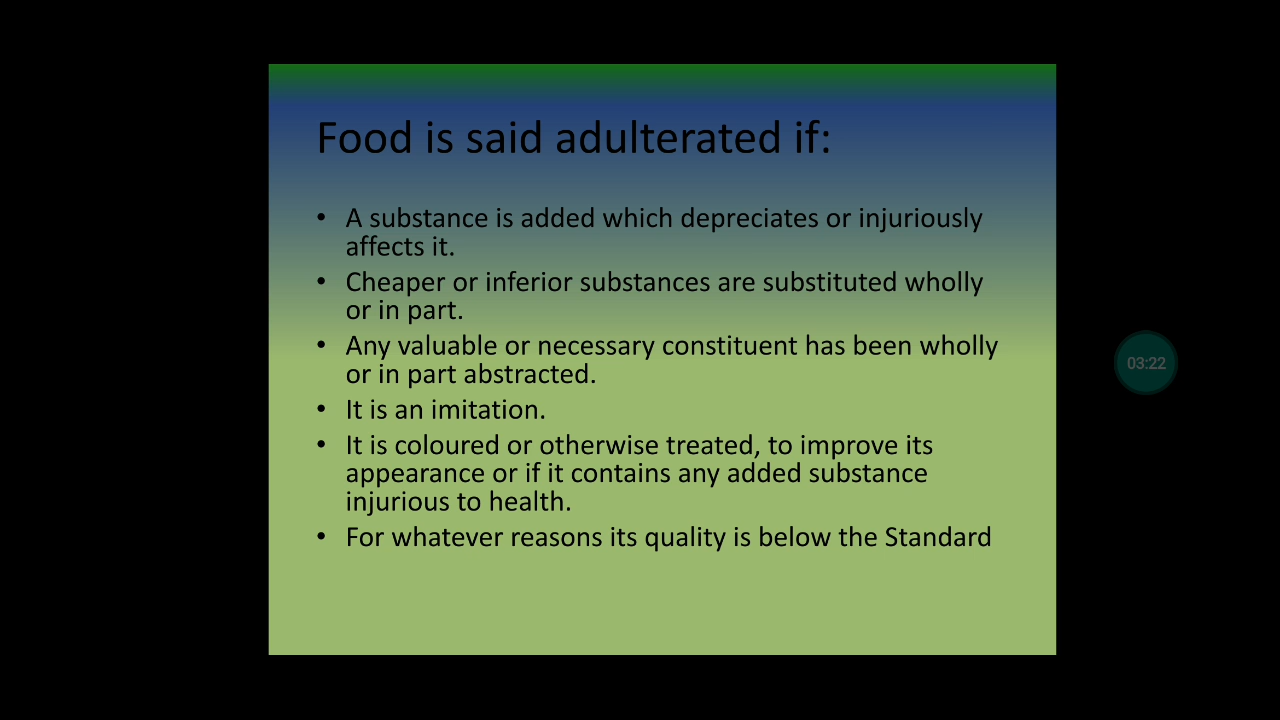 Food is said adulterated if:
• A substance is added which depreciates or injuriously
affects it.
• Cheaper or inferior substances are substituted wholly
or in part.
• Any valuable or necessary constituent has been wholly
or in part abstracted.
• It is an imitation.
• It is coloured or otherwise treated, to improve its
appearance or if it contains any added substance
injurious to health.
• For whatever reasons its quality is below the Standard
03:22